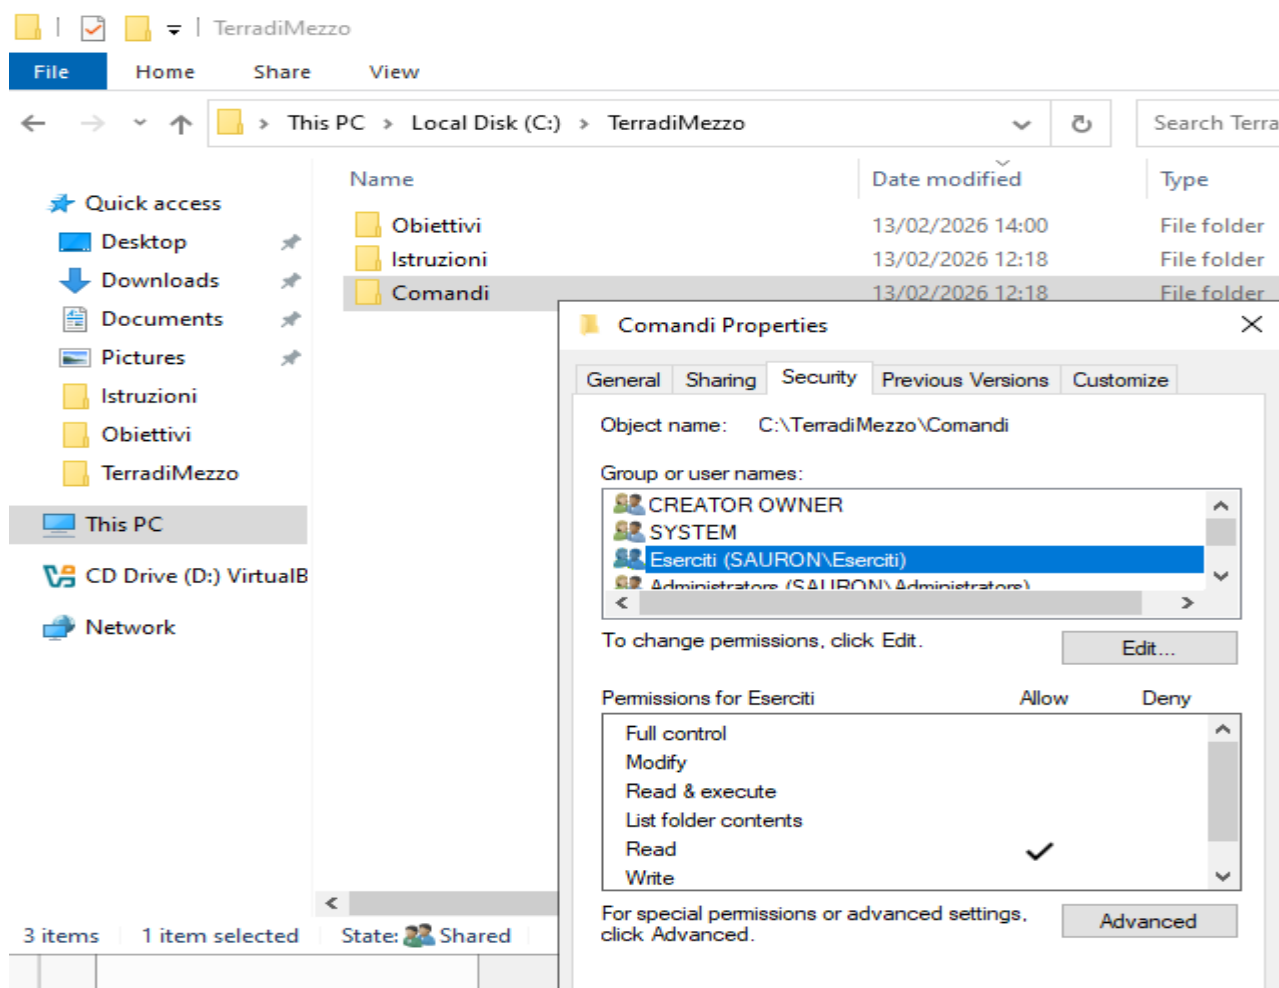 TerradiMezzo
File Home Share View
This PC > Local Disk (C:) > TerradiMezzo
Search Terra
Name Date modified Type
Quick access
Desktop
Downloads
Documents
Pictures
Istruzioni
Obiettivi
TerradiMezzo
This PC
CD Drive (D:) VirtualB
Network
Obiettivi 13/02/2026 14:00 File folder
Istruzioni 13/02/2026 12:18 File folder
Comandi 13/02/2026 12:18 File folder
Comandi Properties
General Sharing Security Previous Versions Customize
Object name: C:\TerradiMezzo\Comandi
Group or user names:
CREATOR OWNER
SYSTEM
Eserciti (SAURON\Eserciti)
Administrators (SAURON\Administrators)
To change permissions, click Edit.
Edit...
Permissions for Eserciti Allow Deny
Full control
Modify
Read & execute
List folder contents
Read
Write
For special permissions or advanced settings,
click Advanced.
Advanced
3 items 1 item selected State: Shared